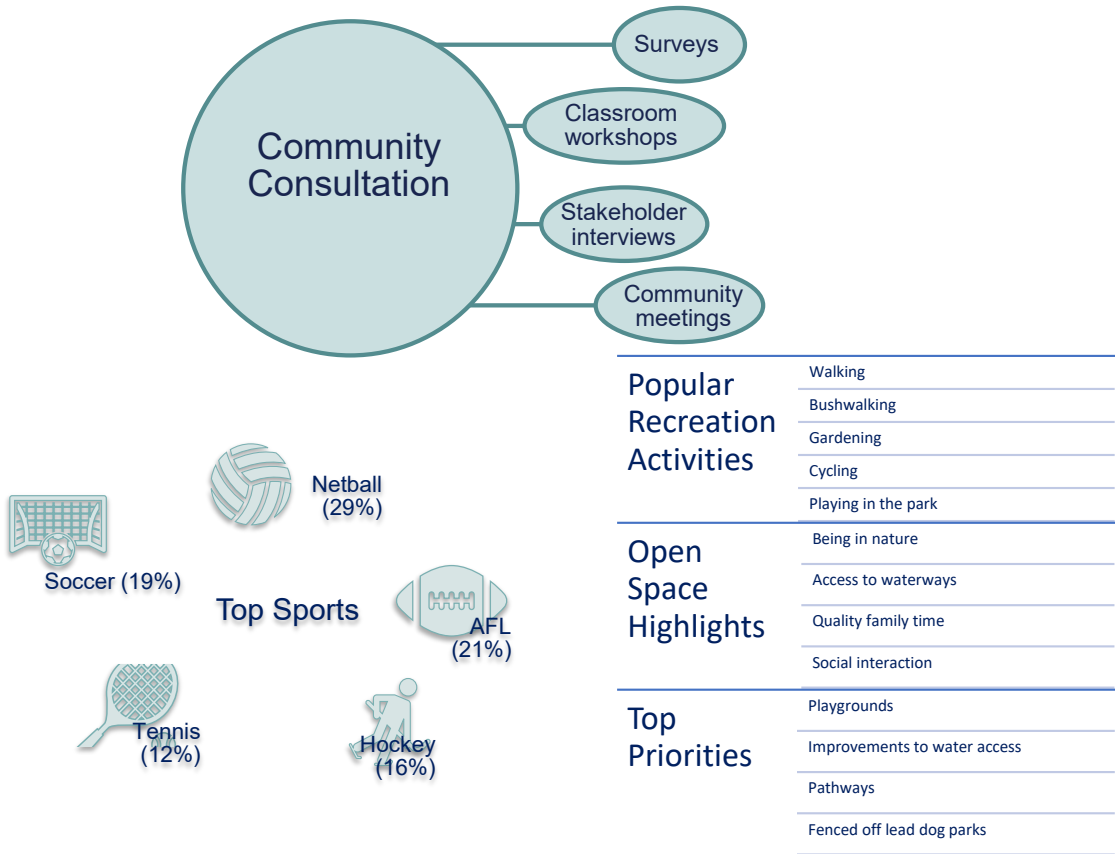 Surveys
Classroom
workshops
Community
Consultation
Stakeholder
interviews
Community
meetings
Netball
(29%)
Soccer (19%)
Top Sports
AFL
(21%)
Tennis
(12%)
Hockey
(16%)
Popular
Recreation
Activities
Walking
Bushwalking
Gardening
Cycling
Playing in the park
Open
Space
Highlights
Being in nature
Access to waterways
Quality family time
Social interaction
Top
Priorities
Playgrounds
Improvements to water access
Pathways
Fenced off lead dog parks